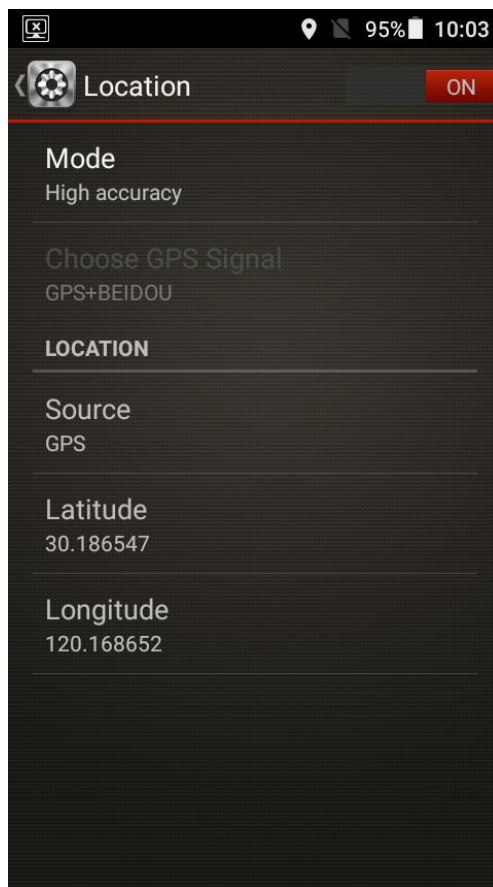 95% 10:03
Location ON
Mode
High accuracy
Choose GPS Signal
GPS+BEIDOU
LOCATION
Source
GPS
Latitude
30.186547
Longitude
120.168652